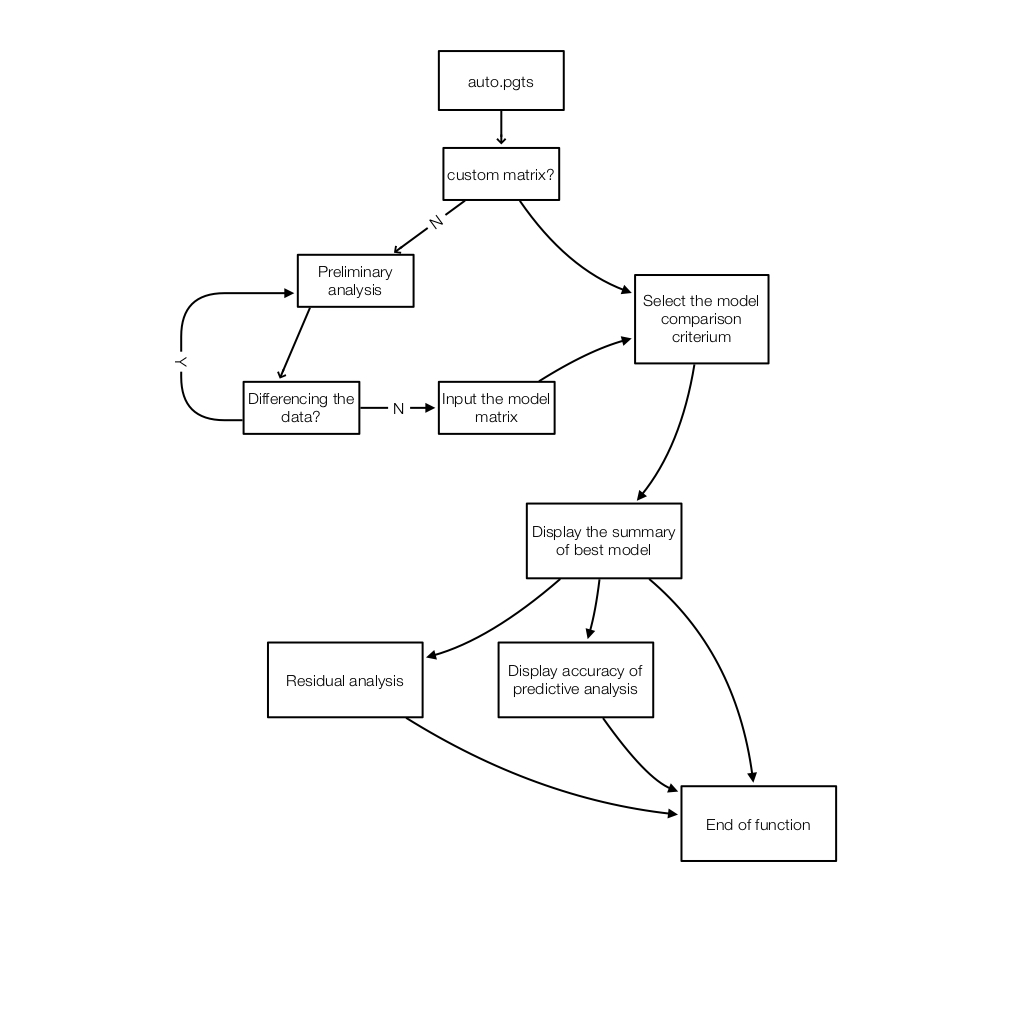 auto.pgts
custom matrix?
N
Preliminary
analysis
Select the model
comparison
criterium
Y
Differencing the
data?
N
Input the model
matrix
Display the summary
of best model
Residual analysis
Display accuracy of
predictive analysis
End of function